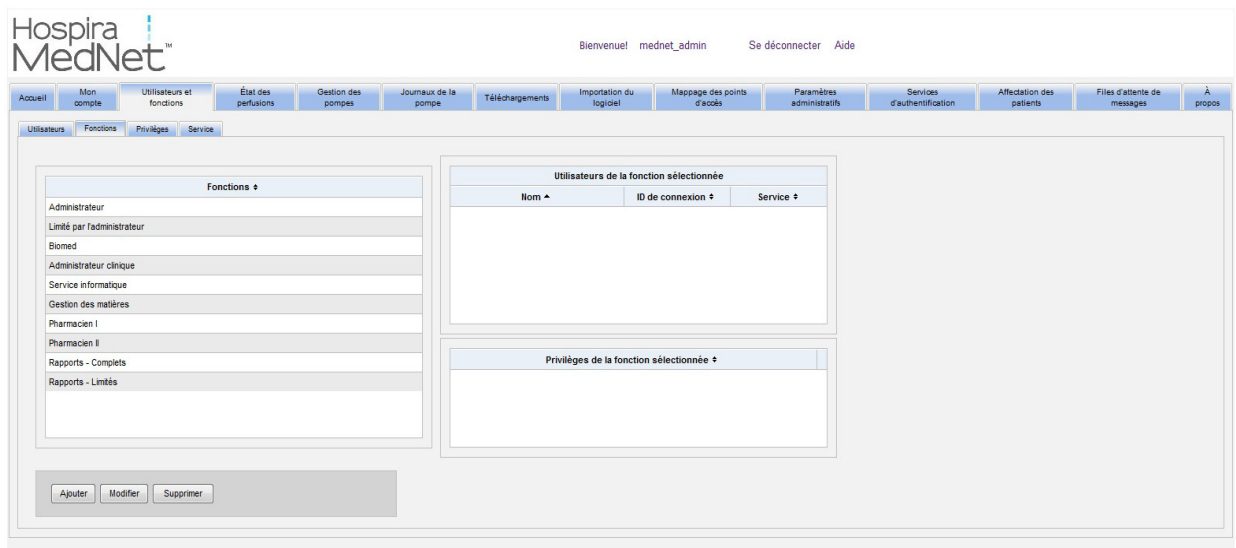 Hospira
MedNet™
Bienvenue! mednet_admin Se déconnecter Aide
Accueil
Mon compte
Utilisateurs et fonctions
État des perfusions
Gestion des pompes
Journaux de la pompe
Téléchargements
Importation du logiciel
Mappage des points d'accès
Paramètres administratifs
Services d'authentification
Affectation des patients
Files d'attente de messages
À propos
Utilisateurs Fonctions Privilèges Service
Fonctions
Administrateur
Limité par l'administrateur
Biomed
Administrateur clinique
Service informatique
Gestion des matières
Pharmacien I
Pharmacien II
Rapports - Complets
Rapports - Limités
Utilisateurs de la fonction sélectionnée
Nom ID de connexion Service
Privilèges de la fonction sélectionnée
Ajouter Modifier Supprimer